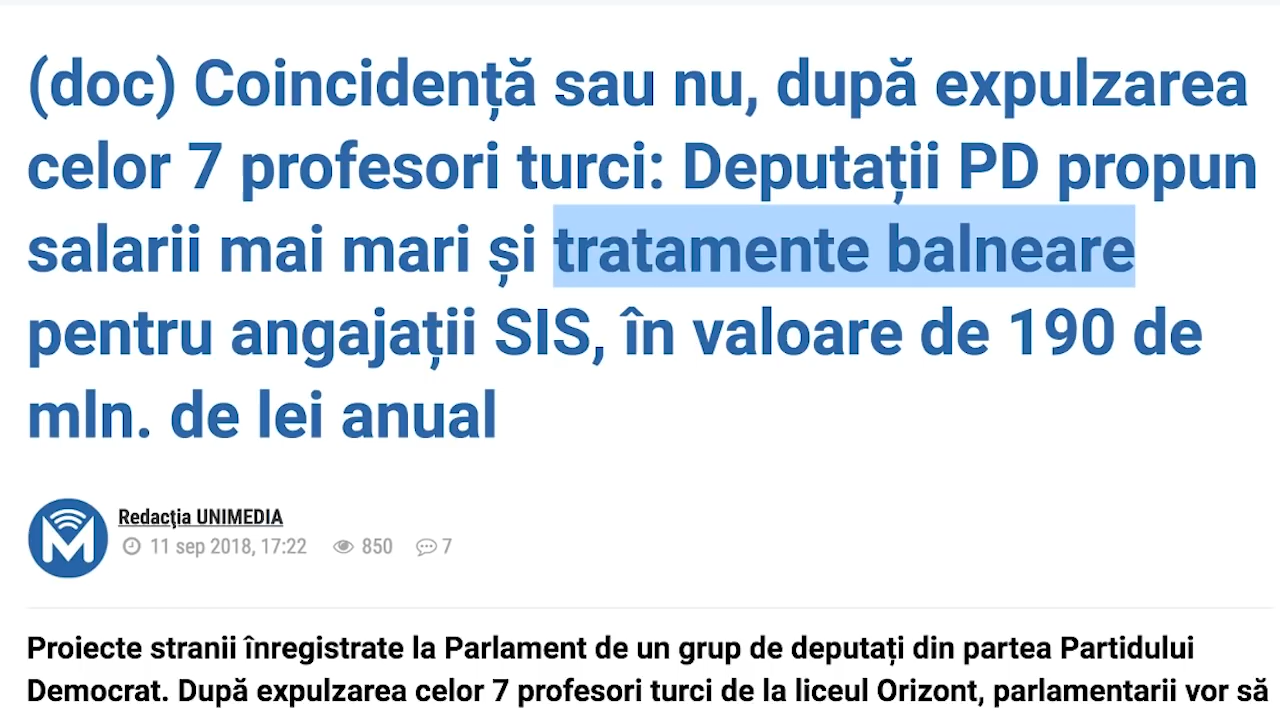 (doc) Coincidență sau nu, după expulzarea
celor 7 profesori turci: Deputații PD propun
salarii mai mari și tratamente balneare
pentru angajații SIS, în valoare de 190 de
mln. de lei anual
Redacţia UNIMEDIA
11 sep 2018, 17:22 850 7
Proiecte stranii înregistrate la Parlament de un grup de deputați din partea Partidului
Democrat. După expulzarea celor 7 profesori turci de la liceul Orizont, parlamentarii vor să